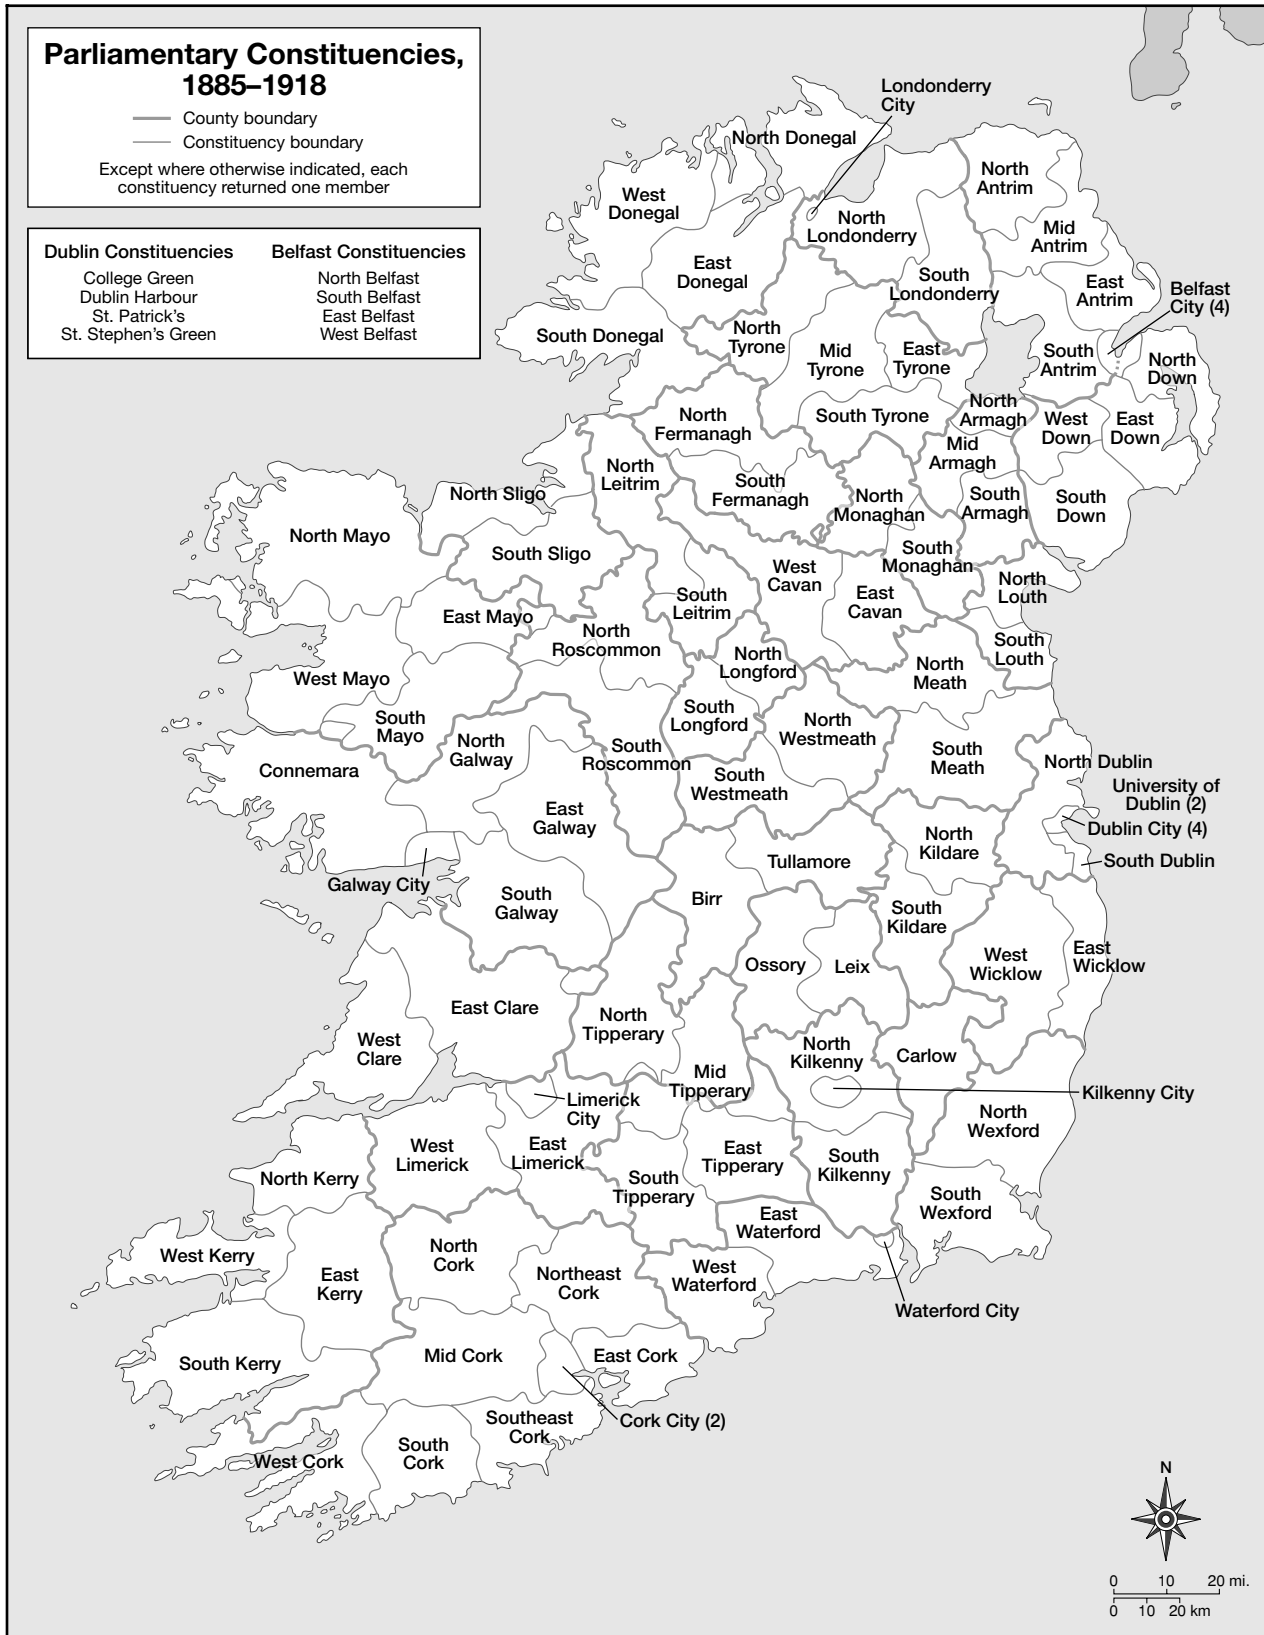 Parliamentary Constituencies,
1885–1918
County boundary
Constituency boundary
Except where otherwise indicated, each
constituency returned one member
Dublin Constituencies
College Green
Dublin Harbour
St. Patrick's
St. Stephen's Green
Belfast Constituencies
North Belfast
South Belfast
East Belfast
West Belfast
Londonderry
City
North Donegal
North
Antrim
West
Donegal
North
Londonderry
Mid
Antrim
East
Donegal
South
Londonderry
East
Antrim
Belfast
City (4)
South Donegal
North
Tyrone
Mid
Tyrone
East
Tyrone
South
Antrim
North
Down
North
Fermanagh
South Tyrone
North
Armagh
West
Down
East
Down
Mid
Armagh
North
Leitrim
South
Fermanagh
North
Monaghan
South
Armagh
South
Down
North Sligo
North Mayo
South Sligo
West
Cavan
South
Monaghan
East
Cavan
North
Louth
South
Leitrim
East Mayo
North
Roscommon
South
Louth
North
Longford
North
Meath
West Mayo
South
Mayo
South
Longford
North
Westmeath
North
Galway
South
Roscommon
South
Meath
Connemara
South
Westmeath
North Dublin
University of
Dublin (2)
Dublin City (4)
South Dublin
East
Galway
North
Kildare
Tullamore
Galway City
South
Galway
Birr
South
Kildare
Ossory
Leix
West
Wicklow
East
Wicklow
East Clare
North
Tipperary
West
Clare
North
Kilkenny
Carlow
Mid
Tipperary
Kilkenny City
Limerick
City
North
Wexford
West
Limerick
East
Limerick
East
Tipperary
South
Kilkenny
North Kerry
South
Tipperary
South
Wexford
East
Waterford
West Kerry
North
Cork
East
Kerry
Northeast
Cork
West
Waterford
Waterford City
South Kerry
Mid Cork
East Cork
Cork City (2)
Southeast
Cork
South
Cork
West Cork
N
0 10 20 mi.
0 10 20 km